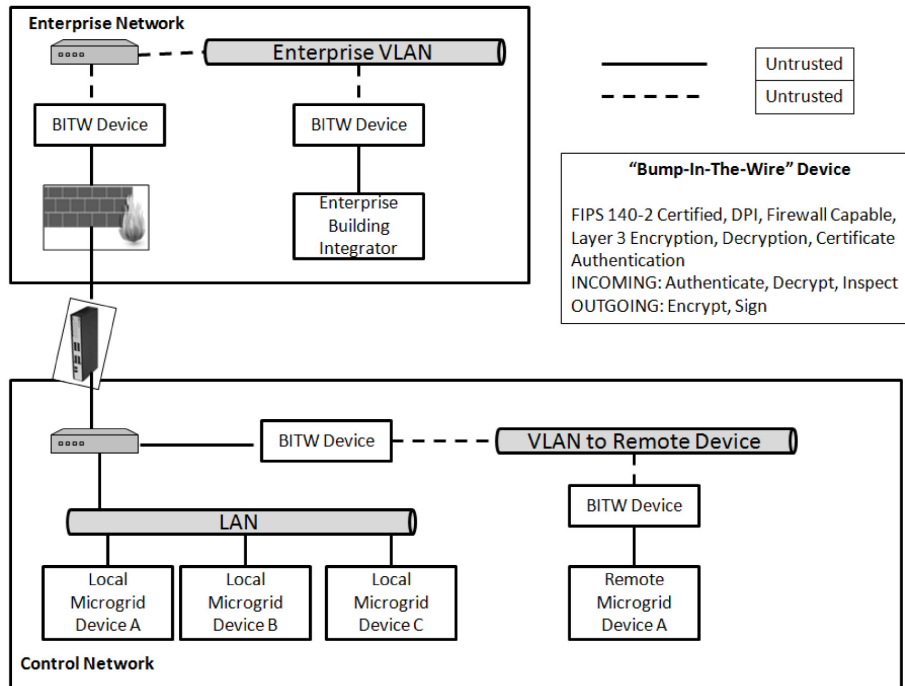 Enterprise Network
Enterprise VLAN
BITW Device
BITW Device
Enterprise
Building
Integrator
Untrusted
Untrusted
“Bump-In-The-Wire” Device
FIPS 140-2 Certified, DPI, Firewall Capable,
Layer 3 Encryption, Decryption, Certificate
Authentication
INCOMING: Authenticate, Decrypt, Inspect
OUTGOING: Encrypt, Sign
BITW Device
VLAN to Remote Device
BITW Device
LAN
Local
Microgrid
Device A
Local
Microgrid
Device B
Local
Microgrid
Device C
Remote
Microgrid
Device A
Control Network